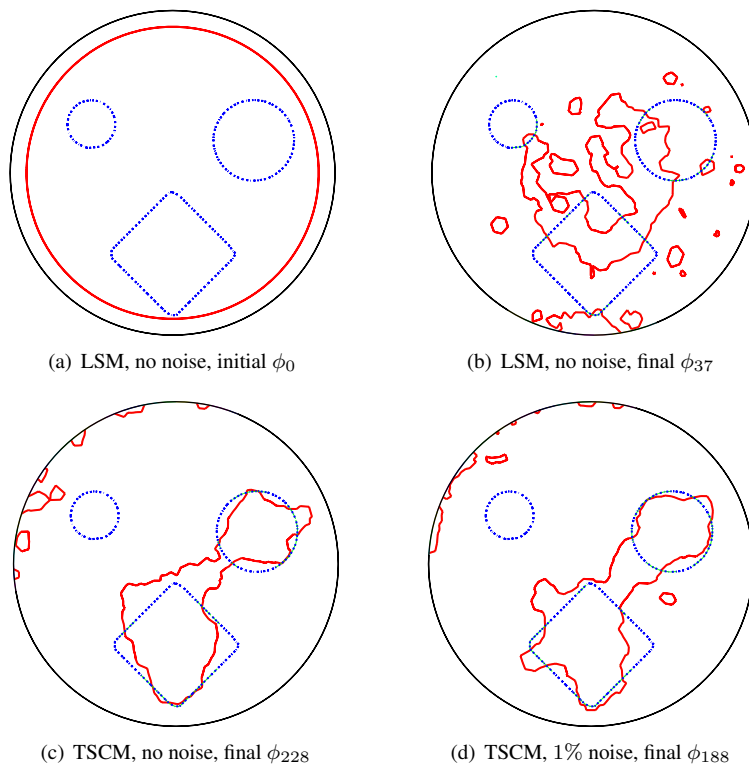 (a) LSM, no noise, initial ϕ₀
(b) LSM, no noise, final ϕ₃₇
(c) TSCM, no noise, final ϕ₂₂₈
(d) TSCM, 1% noise, final ϕ₁₈₈